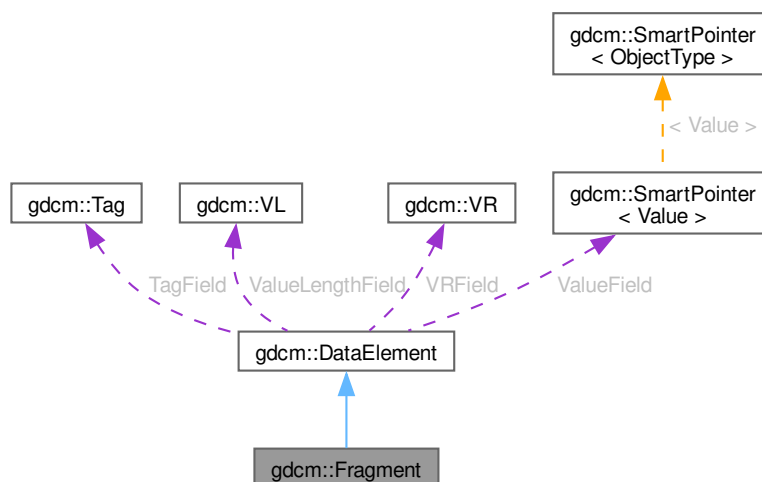 gdcm::SmartPointer
< ObjectType >
< Value >
gdcm::Tag
gdcm::VL
gdcm::VR
gdcm::SmartPointer
< Value >
TagField
ValueLengthField
VRField
ValueField
gdcm::DataElement
gdcm::Fragment